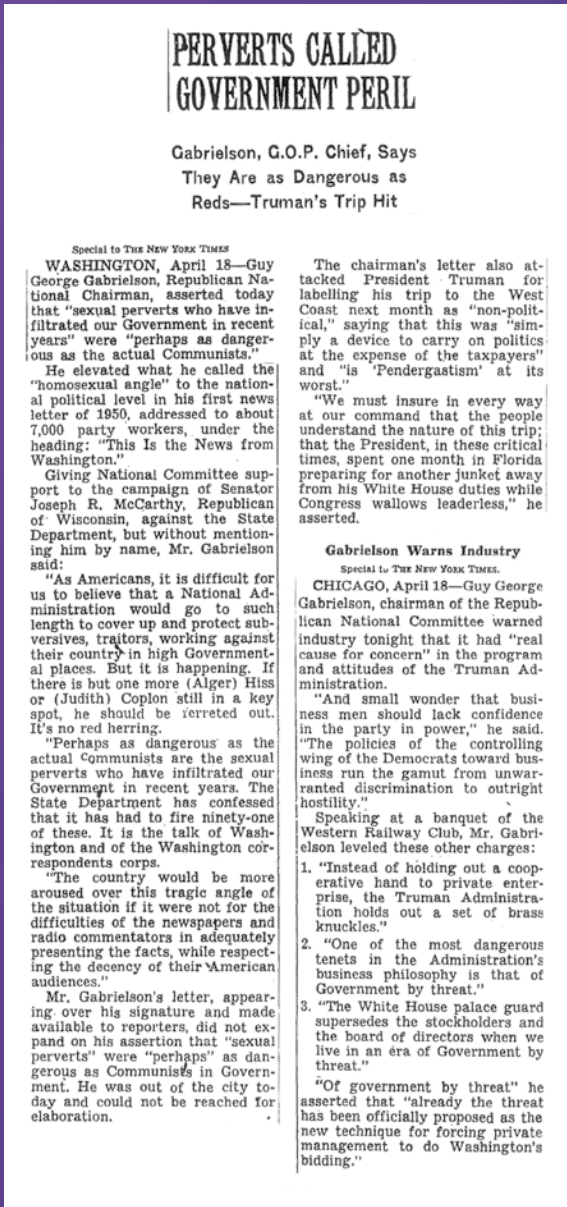 PERVERTS CALLED
GOVERNMENT PERIL
Gabrielson, G.O.P. Chief, Says
They Are as Dangerous as
Reds—Truman's Trip Hit
Special to THE NEW YORK TIMES
WASHINGTON, April 18—Guy
George Gabrielson, Republican Na-
tional Chairman, asserted today
that "sexual perverts who have in-
filtrated our Government in recent
years" were "perhaps as danger-
ous as the actual Communists."
He elevated what he called the
"homosexual angle" to the nation-
al political level in his first news
letter of 1950, addressed to about
7,000 party workers, under the
heading: "This Is the News from
Washington."
Giving National Committee sup-
port to the campaign of Senator
Joseph R. McCarthy, Republican
of Wisconsin, against the State
Department, but without mention-
ing him by name, Mr. Gabrielson
said:
"As Americans, it is difficult for
us to believe that a National Ad-
ministration would go to such
length to cover up and protect sub-
versives, traitors, working against
their country in high Government-
al places. But it is happening. If
there is but one more (Alger) Hiss
or (Judith) Coplon still in a key
spot, he should be ferreted out.
It's no red herring.
"Perhaps as dangerous as the
actual Communists are the sexual
perverts who have infiltrated our
Government in recent years. The
State Department has confessed
that it has had to fire ninety-one
of these. It is the talk of Wash-
ington and of the Washington cor-
respondents corps.
"The country would be more
aroused over this tragic angle of
the situation if it were not for the
difficulties of the newspapers and
radio commentators in adequately
presenting the facts, while respect-
ing the decency of their American
audiences."
Mr. Gabrielson's letter, appear-
ing over his signature and made
available to reporters, did not ex-
pand on his assertion that "sexual
perverts" were "perhaps" as dan-
gerous as Communists in Govern-
ment. He was out of the city to-
day and could not be reached for
elaboration.
The chairman's letter also at-
tacked President Truman for
labelling his trip to the West
Coast next month as "non-polit-
ical," saying that this was "sim-
ply a device to carry on politics
at the expense of the taxpayers"
and "is 'Pendergastism' at its
worst."
"We must insure in every way
at our command that the people
understand the nature of this trip;
that the President, in these critical
times, spent one month in Florida
preparing for another junket away
from his White House duties while
Congress wallows leaderless," he
asserted.
Gabrielson Warns Industry
Special to THE NEW YORK TIMES.
CHICAGO, April 18—Guy George
Gabrielson, chairman of the Repub-
lican National Committee warned
industry tonight that it had "real
cause for concern" in the program
and attitudes of the Truman Ad-
ministration.
"And small wonder that busi-
ness men should lack confidence
in the party in power," he said.
"The policies of the controlling
wing of the Democrats toward bus-
iness run the gamut from unwar-
ranted discrimination to outright
hostility."
Speaking at a banquet of the
Western Railway Club, Mr. Gabri-
elson leveled these other charges:
1. "Instead of holding out a coop-
erative hand to private enter-
prise, the Truman Administra-
tion holds out a set of brass
knuckles."
2. "One of the most dangerous
tenets in the Administration's
business philosophy is that of
Government by threat."
3. "The White House palace guard
supersedes the stockholders and
the board of directors when we
live in an era of Government by
threat."
"Of government by threat" he
asserted that "already the threat
has been officially proposed as the
new technique for forcing private
management to do Washington's
bidding."